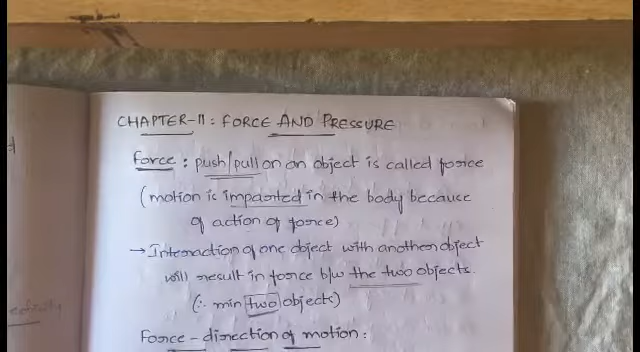 CHAPTER-11: FORCE AND PRESSURE
Force: push/pull on an object is called force
(motion is imparted in the body because
of action of force)
→ Interaction of one object with another object
will result in force b/w the two objects.
(∴ min two objects)
Force - direction of motion: